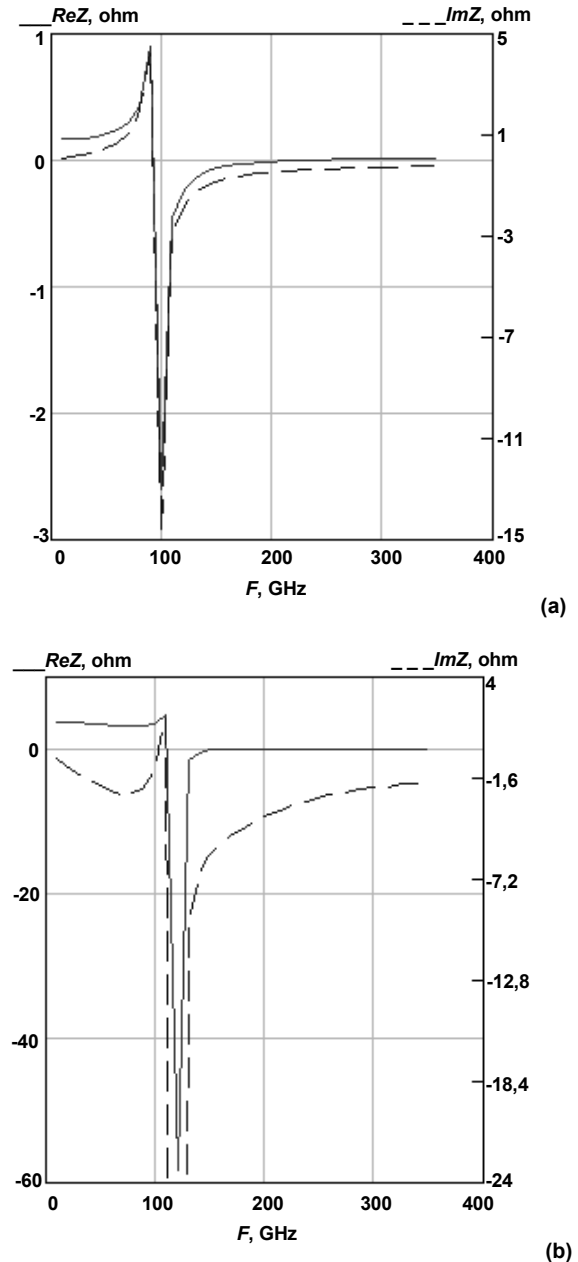 ___ReZ, ohm
_ _ _ImZ, ohm
1
0
-1
-2
-3
5
1
-3
-7
-11
-15
0 100 200 300 400
F, GHz
(a)
___ReZ, ohm
_ _ _ImZ, ohm
0
-20
-40
-60
4
-1,6
-7,2
-12,8
-18,4
-24
0 100 200 300 400
F, GHz
(b)